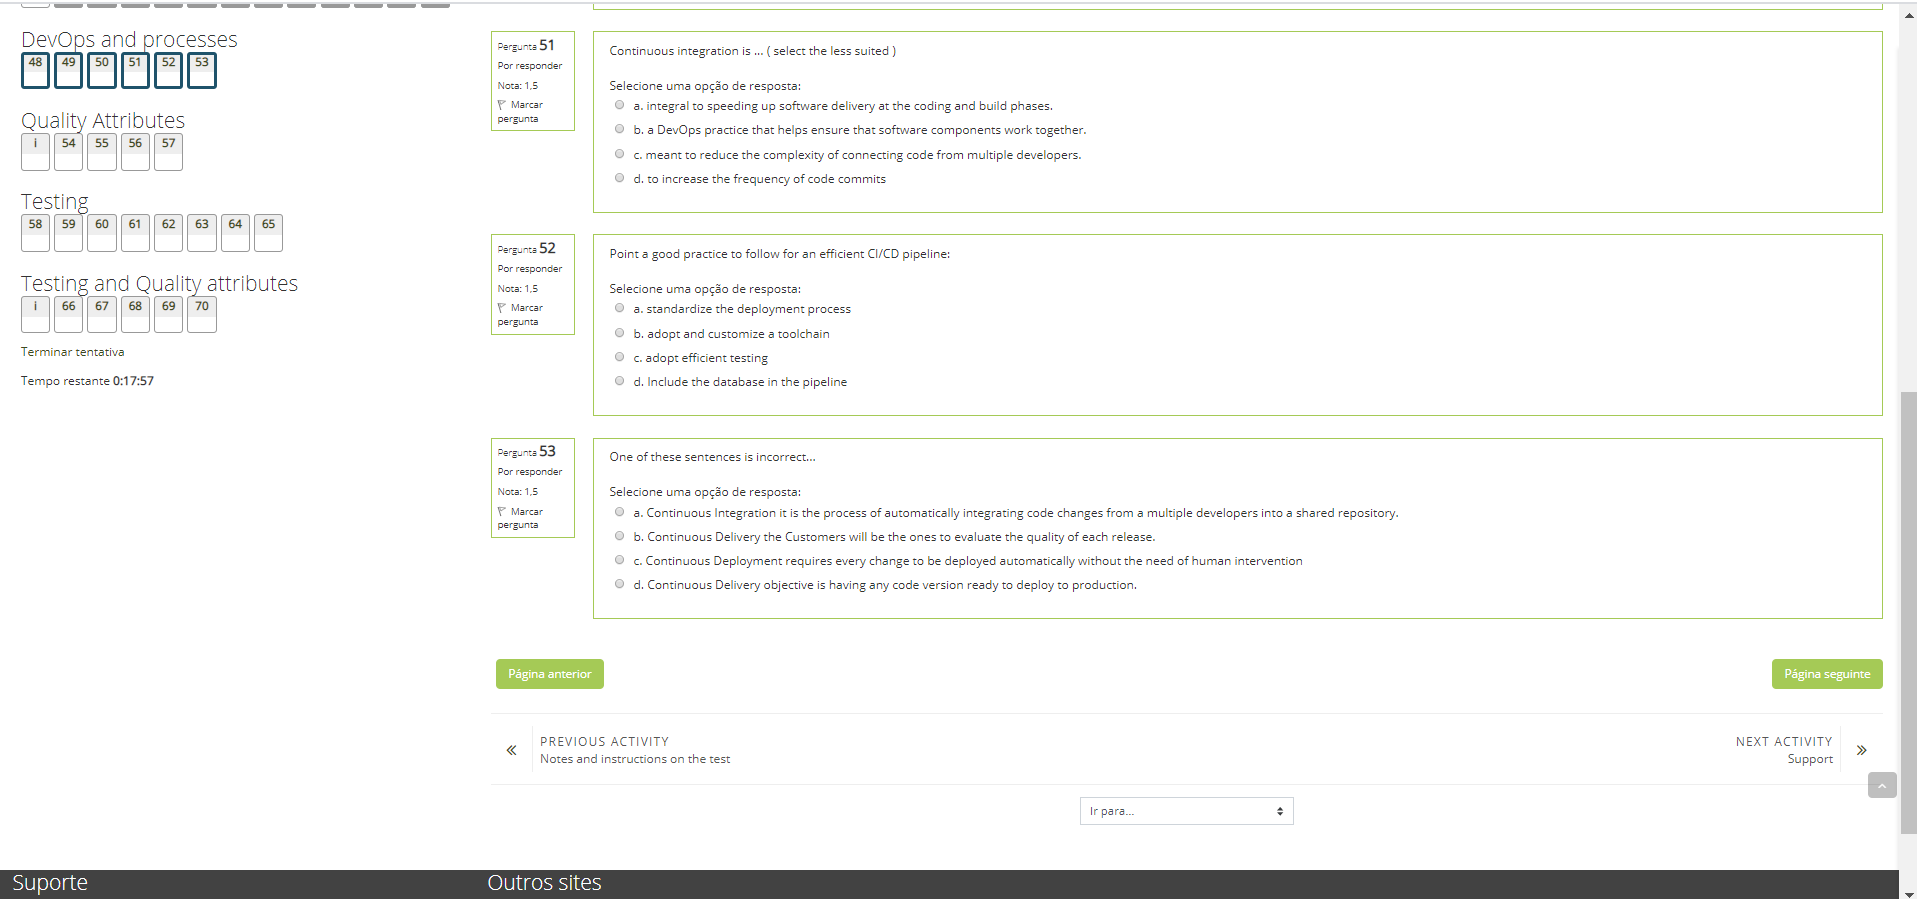 DevOps and processes
48 49 50 51 52 53
Quality Attributes
i 54 55 56 57
Testing
58 59 60 61 62 63 64 65
Testing and Quality attributes
i 66 67 68 69 70
Terminar tentativa
Tempo restante 0:17:57
Pergunta 51
Por responder
Nota: 1,5
Marcar
pergunta
Continuous integration is ... ( select the less suited )
Selecione uma opção de resposta:
a. integral to speeding up software delivery at the coding and build phases.
b. a DevOps practice that helps ensure that software components work together.
c. meant to reduce the complexity of connecting code from multiple developers.
d. to increase the frequency of code commits
Pergunta 52
Por responder
Nota: 1,5
Marcar
pergunta
Point a good practice to follow for an efficient CI/CD pipeline:
Selecione uma opção de resposta:
a. standardize the deployment process
b. adopt and customize a toolchain
c. adopt efficient testing
d. Include the database in the pipeline
Pergunta 53
Por responder
Nota: 1,5
Marcar
pergunta
One of these sentences is incorrect...
Selecione uma opção de resposta:
a. Continuous Integration it is the process of automatically integrating code changes from a multiple developers into a shared repository.
b. Continuous Delivery the Customers will be the ones to evaluate the quality of each release.
c. Continuous Deployment requires every change to be deployed automatically without the need of human intervention
d. Continuous Delivery objective is having any code version ready to deploy to production.
Página anterior
Página seguinte
PREVIOUS ACTIVITY
Notes and instructions on the test
NEXT ACTIVITY
Support
Ir para...
Suporte
Outros sites